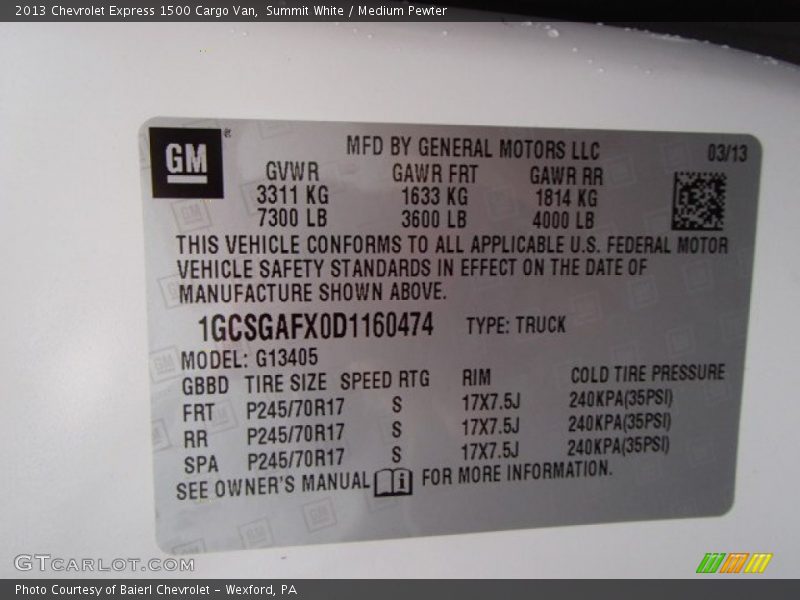 2013 Chevrolet Express 1500 Cargo Van, Summit White / Medium Pewter
GM®
MFD BY GENERAL MOTORS LLC 03/13
GVWR GAWR FRT GAWR RR
3311 KG 1633 KG 1814 KG
7300 LB 3600 LB 4000 LB
THIS VEHICLE CONFORMS TO ALL APPLICABLE U.S. FEDERAL MOTOR
VEHICLE SAFETY STANDARDS IN EFFECT ON THE DATE OF
MANUFACTURE SHOWN ABOVE.
1GCSGAFX0D1160474 TYPE: TRUCK
MODEL: G13405
GBBD TIRE SIZE SPEED RTG RIM COLD TIRE PRESSURE
FRT P245/70R17 S 17X7.5J 240KPA(35PSI)
RR P245/70R17 S 17X7.5J 240KPA(35PSI)
SPA P245/70R17 S 17X7.5J 240KPA(35PSI)
SEE OWNER'S MANUAL i FOR MORE INFORMATION.
GTCARLOT.COM
Photo Courtesy of Baierl Chevrolet - Wexford, PA